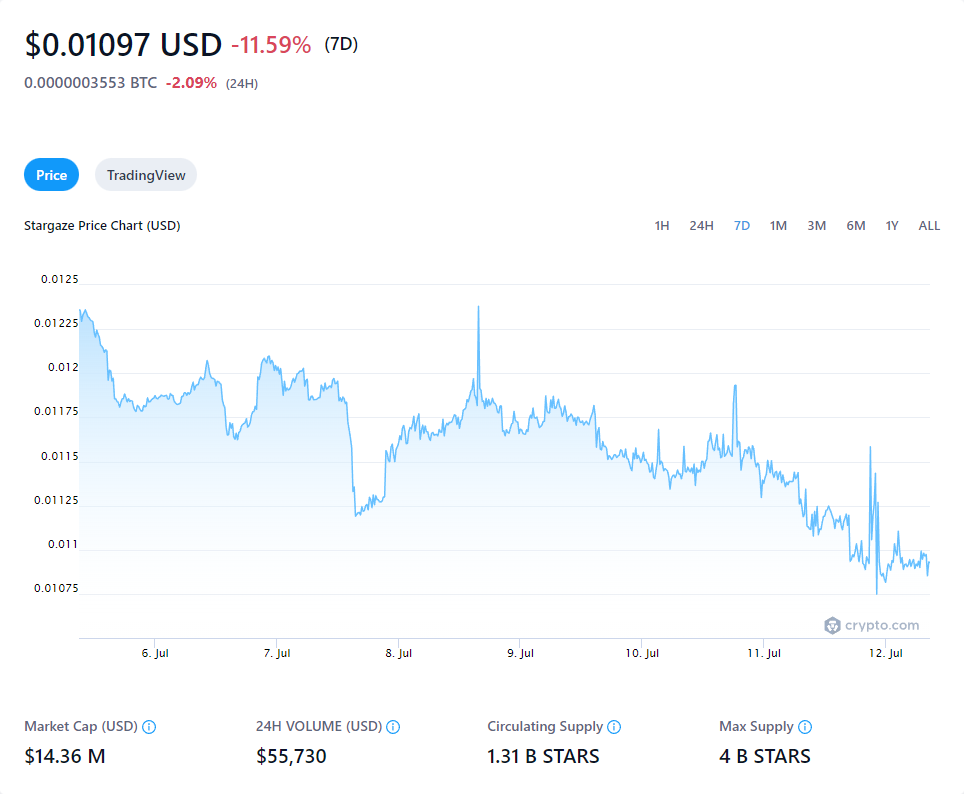 $0.01097 USD -11.59% (7D)
0.0000003553 BTC -2.09% (24H)
Price TradingView
Stargaze Price Chart (USD) 1H 24H 7D 1M 3M 6M 1Y ALL
0.0125
0.01225
0.012
0.01175
0.0115
0.01125
0.011
0.01075
crypto.com
6. Jul 7. Jul 8. Jul 9. Jul 10. Jul 11. Jul 12. Jul
Market Cap (USD) 24H VOLUME (USD) Circulating Supply Max Supply
$14.36 M $55,730 1.31 B STARS 4 B STARS